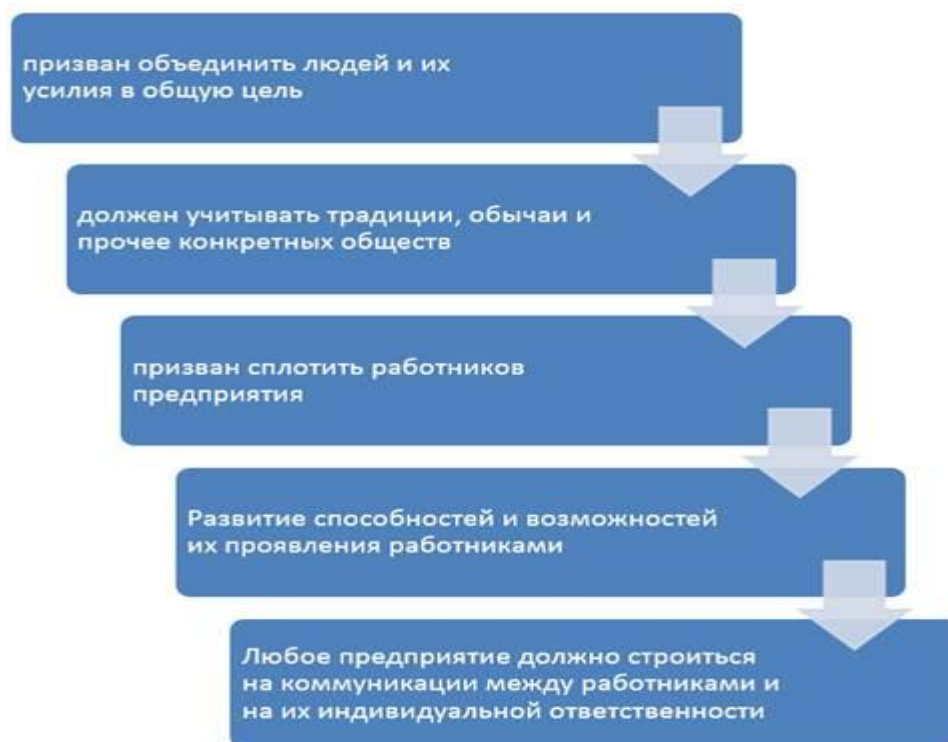 призван объединить людей и их
усилия в общую цель
должен учитывать традиции, обычаи и
прочее конкретных обществ
призван сплотить работников
предприятия
Развитие способностей и возможностей
их проявления работниками
Любое предприятие должно строиться
на коммуникации между работниками и
на их индивидуальной ответственности